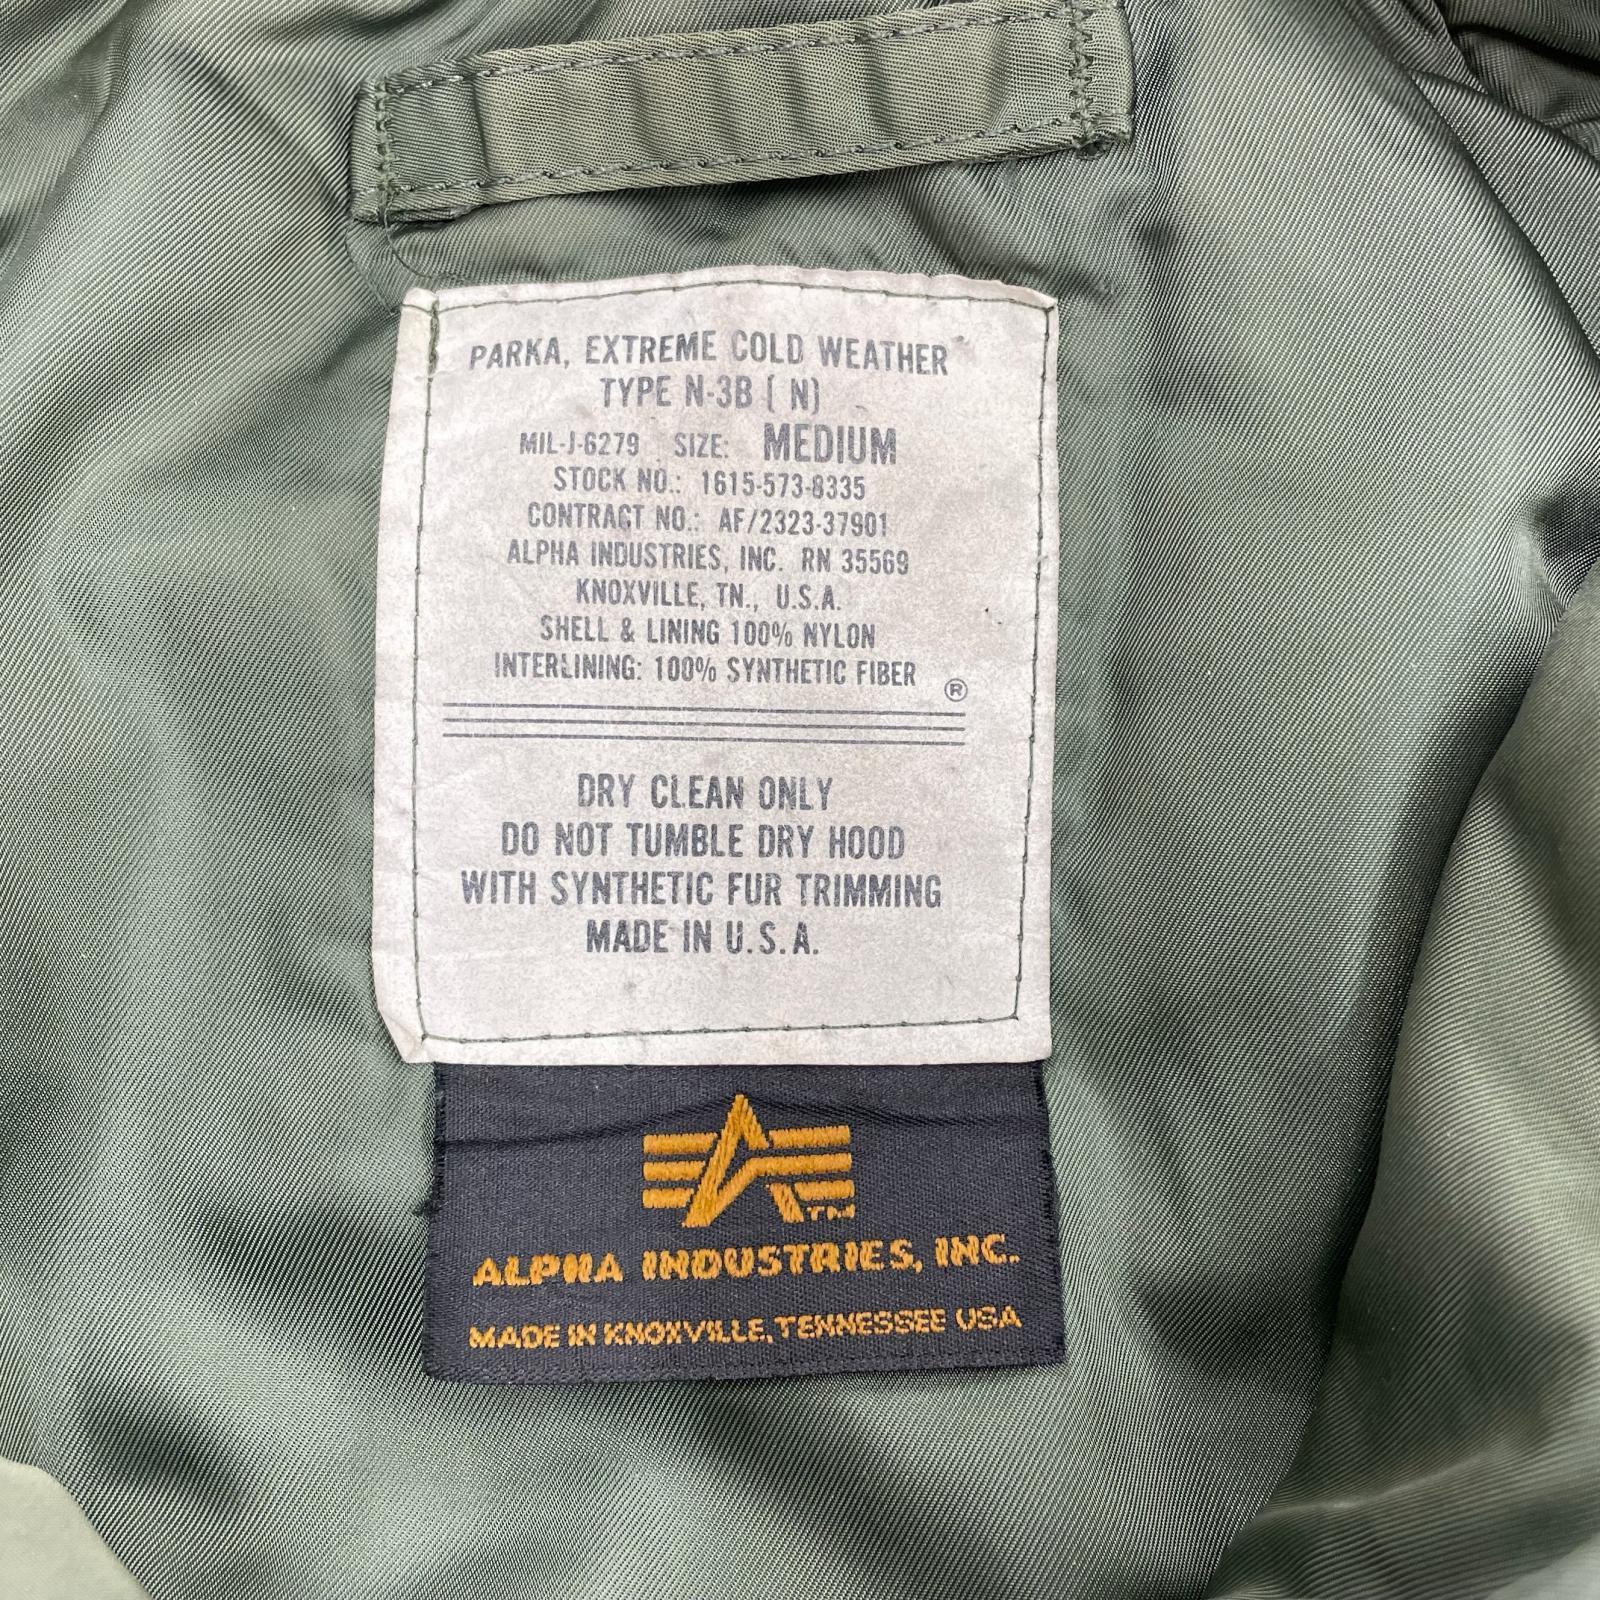 PARKA, EXTREME COLD WEATHER
TYPE N-3B ( N)
MIL-J-6279 SIZE: MEDIUM
STOCK NO.: 1615-573-8335
CONTRACT NO.: AF/2323-37901
ALPHA INDUSTRIES, INC. RN 35569
KNOXVILLE, TN., U.S.A.
SHELL & LINING 100% NYLON
INTERLINING: 100% SYNTHETIC FIBER
®
DRY CLEAN ONLY
DO NOT TUMBLE DRY HOOD
WITH SYNTHETIC FUR TRIMMING
MADE IN U.S.A.
TM
ALPHA INDUSTRIES, INC.
MADE IN KNOXVILLE, TENNESSEE USA